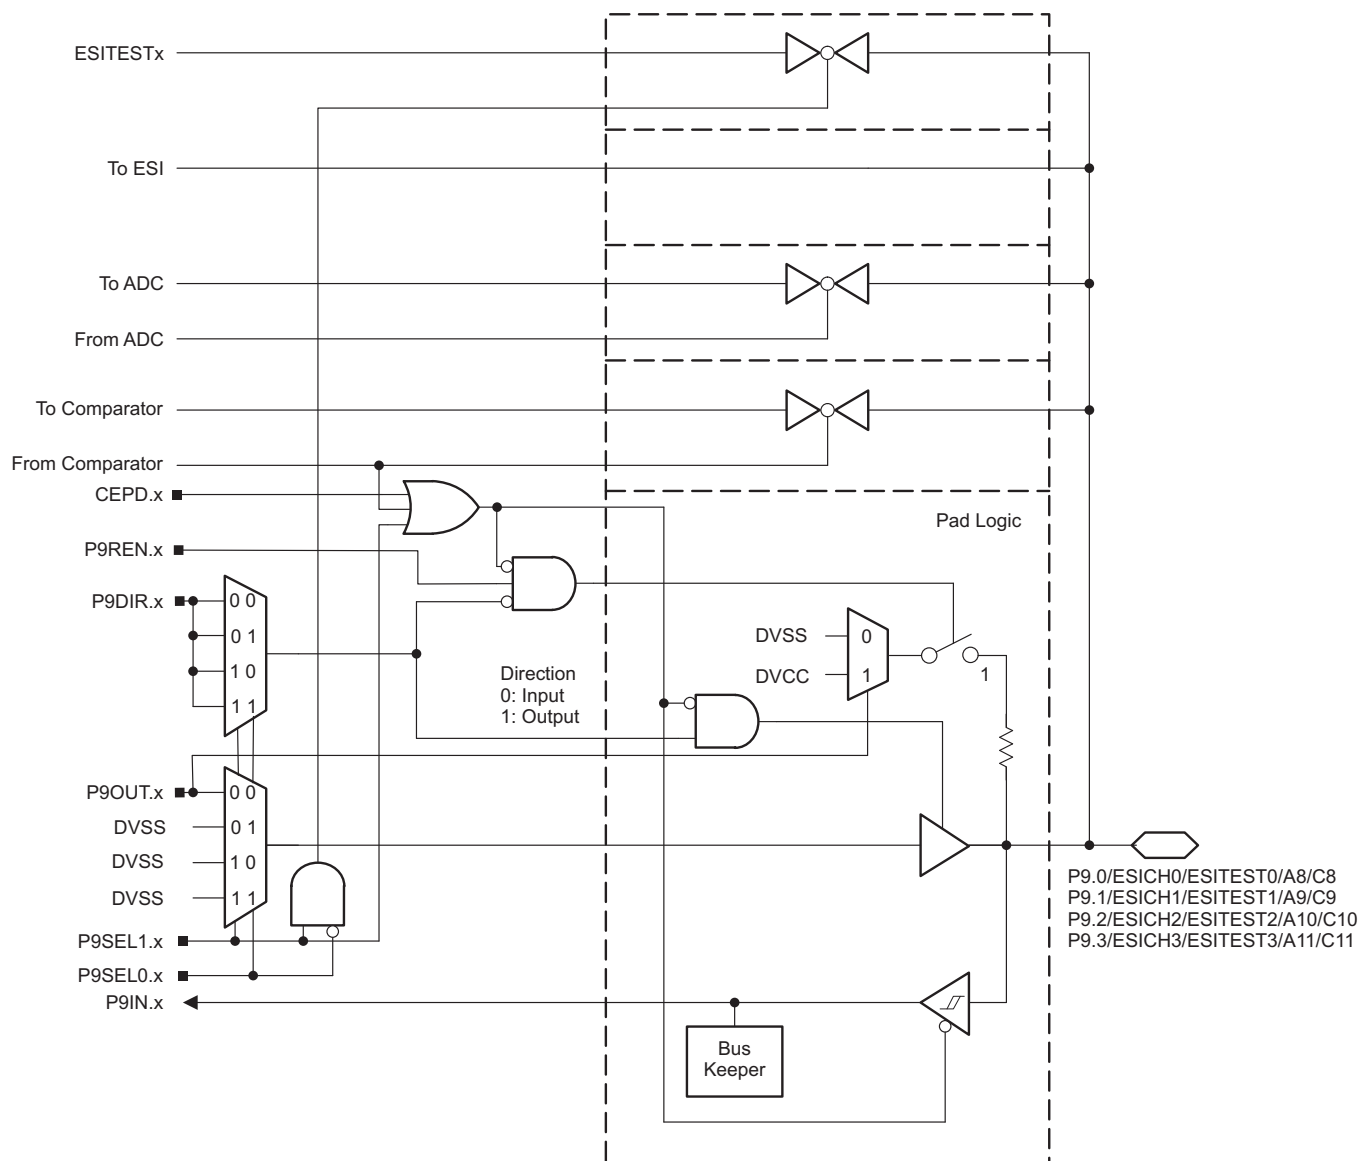 ESITESTx
To ESI
To ADC
From ADC
To Comparator
From Comparator
CEPD.x
Pad Logic
P9REN.x
P9DIR.x
0 0
0 1
1 0
1 1
Direction
0: Input
1: Output
DVSS
0
DVCC
1
1
P9OUT.x
0 0
DVSS
0 1
DVSS
1 0
DVSS
1 1
P9.0/ESICH0/ESITEST0/A8/C8
P9.1/ESICH1/ESITEST1/A9/C9
P9.2/ESICH2/ESITEST2/A10/C10
P9.3/ESICH3/ESITEST3/A11/C11
P9SEL1.x
P9SEL0.x
P9IN.x
Bus
Keeper